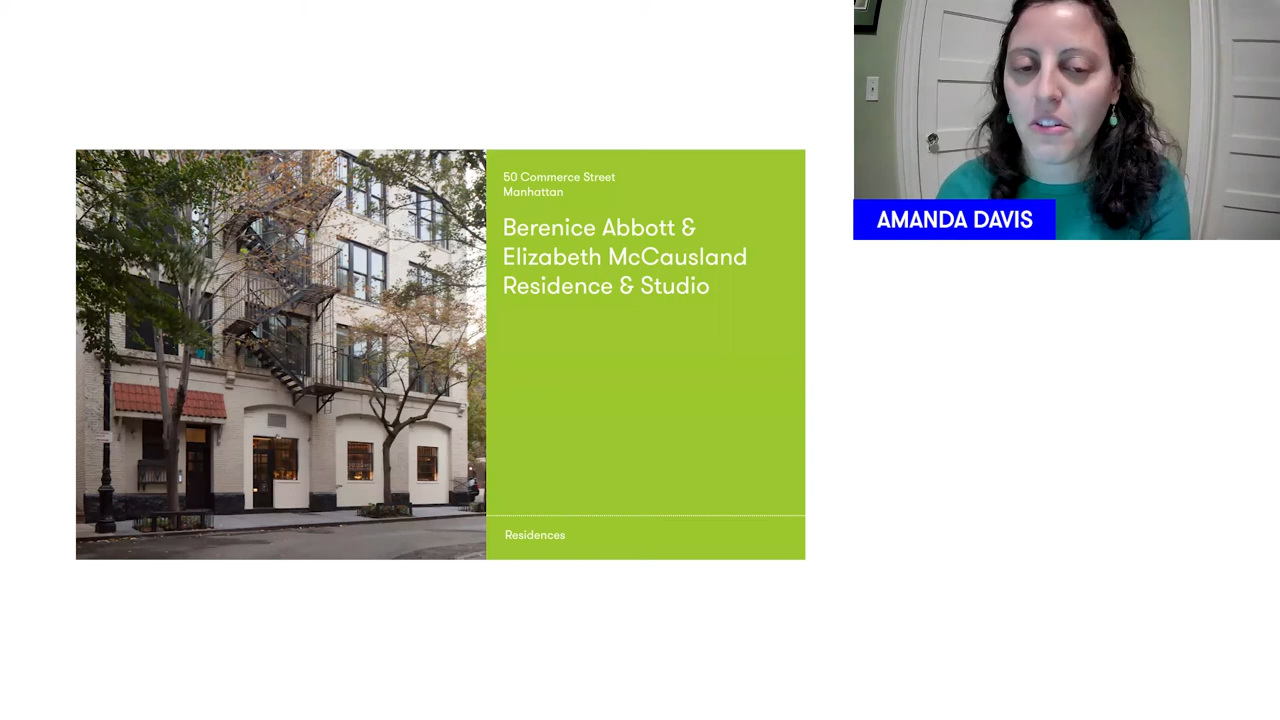 50 Commerce Street
Manhattan
Berenice Abbott &
Elizabeth McCausland
Residence & Studio
Residences
AMANDA DAVIS